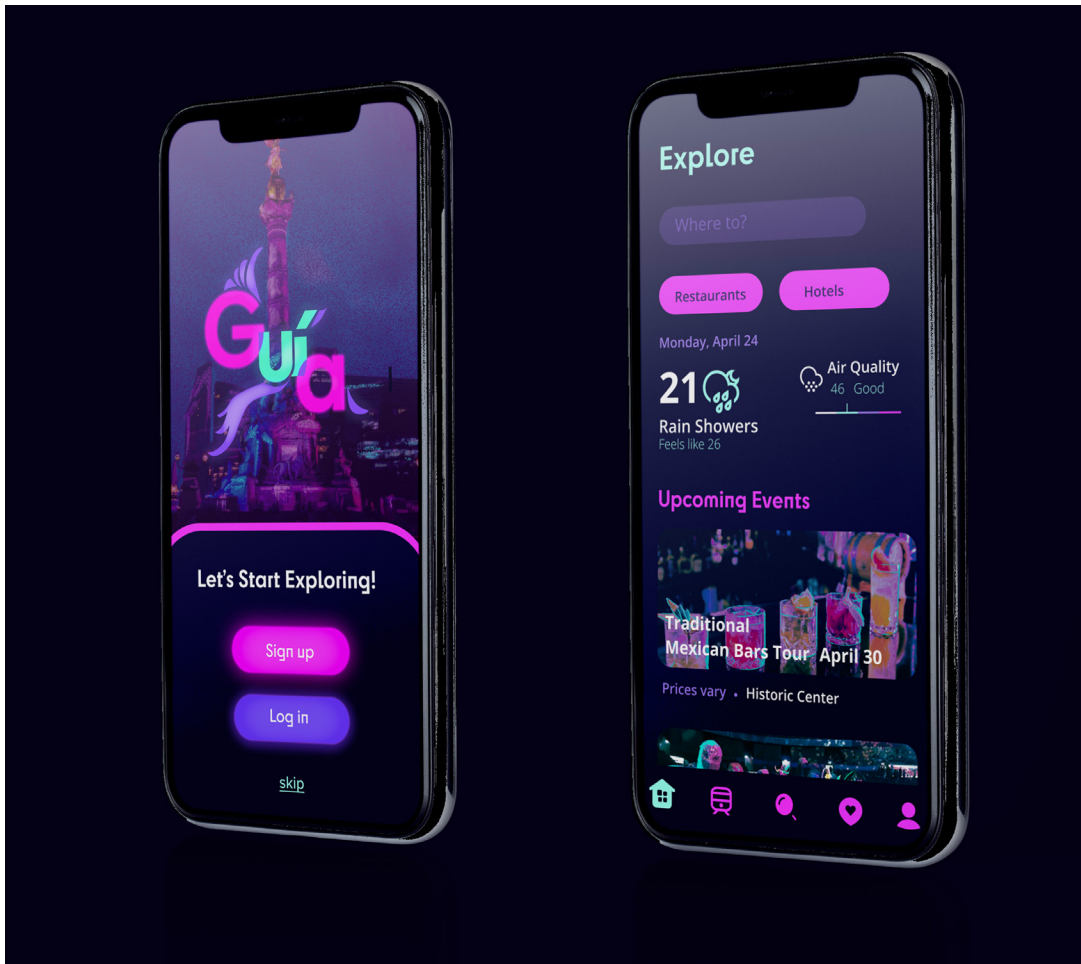 Guía
Let's Start Exploring!
Sign up
Log in
skip
Explore
Where to?
Restaurants
Hotels
Monday, April 24
21
Rain Showers
Feels like 26
Air Quality
46 Good
Upcoming Events
Traditional
Mexican Bars Tour April 30
Prices vary • Historic Center